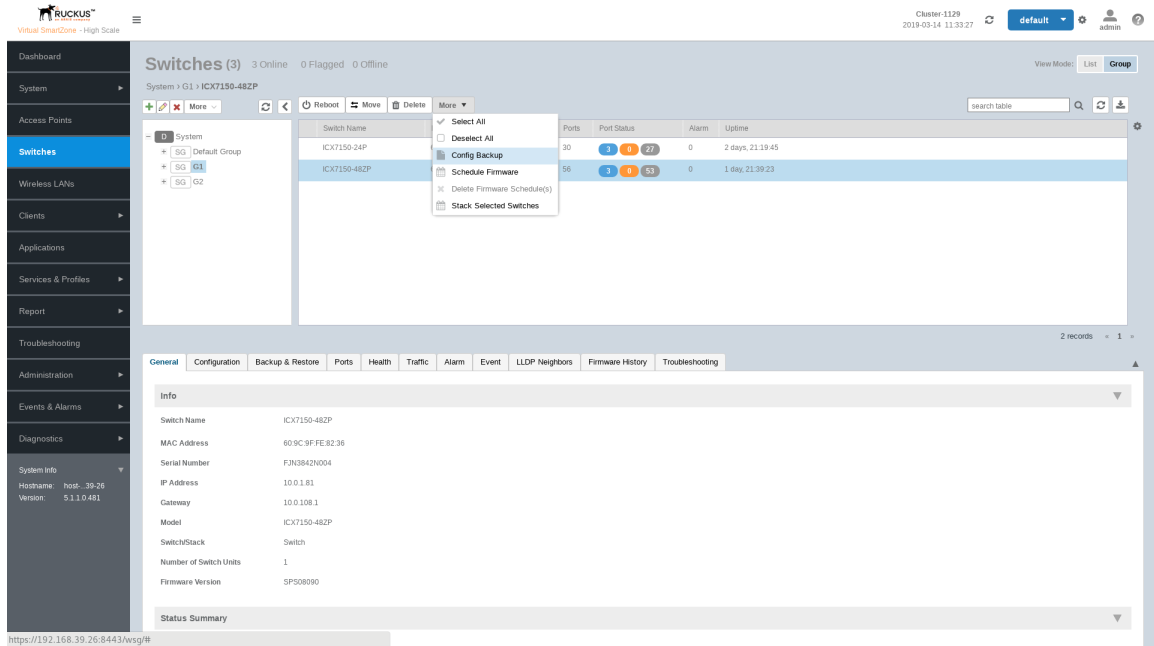 RUCKUS™
Virtual SmartZone - High Scale
Cluster-1129
2019-03-14 11:33:27
default
admin
Dashboard
System
Access Points
Switches
Wireless LANs
Clients
Applications
Services & Profiles
Report
Troubleshooting
Administration
Events & Alarms
Diagnostics
System Info
Hostname: host-...39-26
Version: 5.1.1.0.481
Switches (3) 3 Online 0 Flagged 0 Offline
View Mode: List Group
System > G1 > ICX7150-48ZP
More
Reboot Move Delete More
search table
D System
SG Default Group
SG G1
SG G2
Select All
Deselect All
Config Backup
Schedule Firmware
Delete Firmware Schedule(s)
Stack Selected Switches
Switch Name Ports Port Status Alarm Uptime
ICX7150-24P 30 3 0 27 0 2 days, 21:19:45
ICX7150-48ZP 56 3 0 53 0 1 day, 21:39:23
2 records « 1 »
General Configuration Backup & Restore Ports Health Traffic Alarm Event LLDP Neighbors Firmware History Troubleshooting
Info
Switch Name ICX7150-48ZP
MAC Address 60:9C:9F:FE:82:36
Serial Number FJN3842N004
IP Address 10.0.1.81
Gateway 10.0.108.1
Model ICX7150-48ZP
Switch/Stack Switch
Number of Switch Units 1
Firmware Version SPS08090
Status Summary
https://192.168.39.26:8443/wsg/#